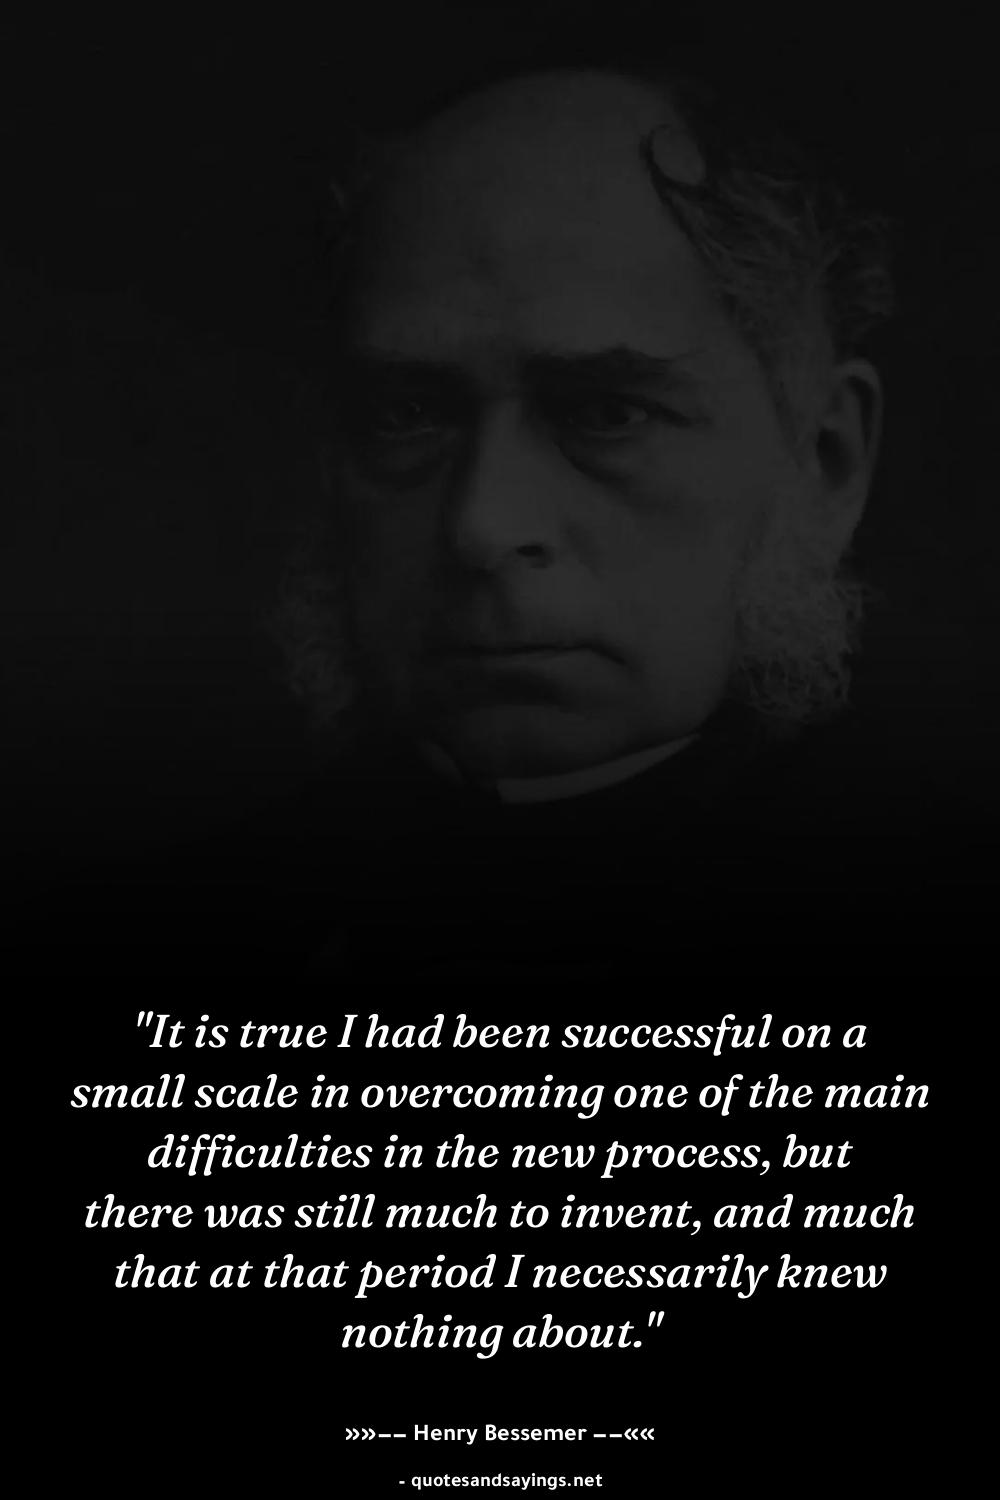 "It is true I had been successful on a
small scale in overcoming one of the main
difficulties in the new process, but
there was still much to invent, and much
that at that period I necessarily knew
nothing about."
»»–– Henry Bessemer ––««
- quotesandsayings.net